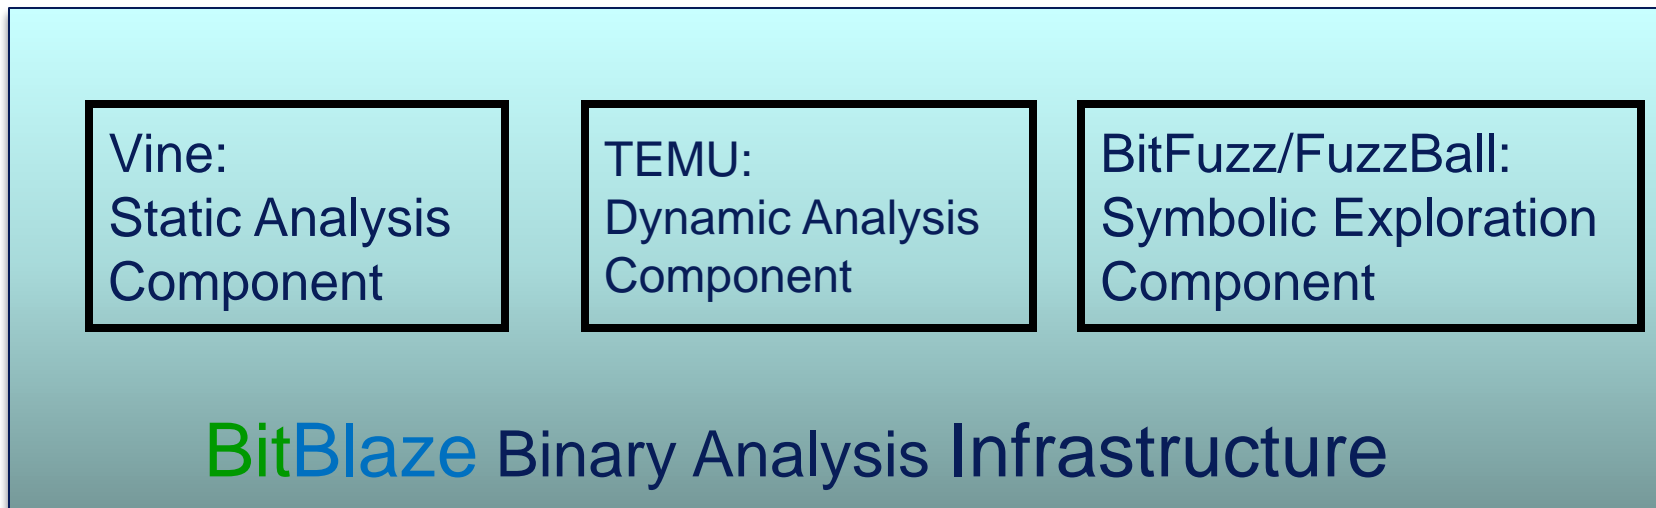 Vine:
Static Analysis
Component
TEMU:
Dynamic Analysis
Component
BitFuzz/FuzzBall:
Symbolic Exploration
Component
BitBlaze Binary Analysis Infrastructure